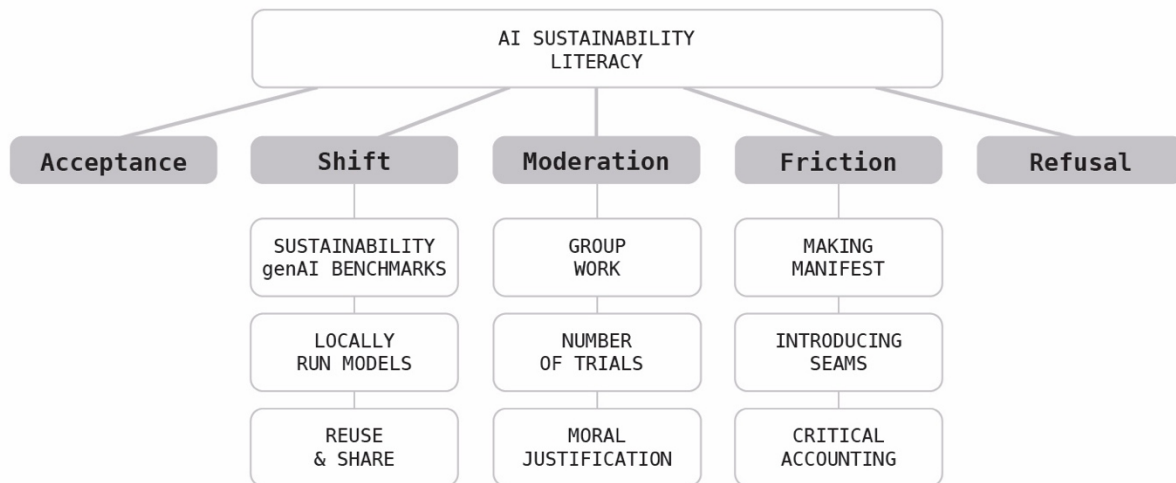 AI SUSTAINABILITY
LITERACY
Acceptance
Shift
Moderation
Friction
Refusal
SUSTAINABILITY
genAI BENCHMARKS
GROUP
WORK
MAKING
MANIFEST
LOCALLY
RUN MODELS
NUMBER
OF TRIALS
INTRODUCING
SEAMS
REUSE
& SHARE
MORAL
JUSTIFICATION
CRITICAL
ACCOUNTING